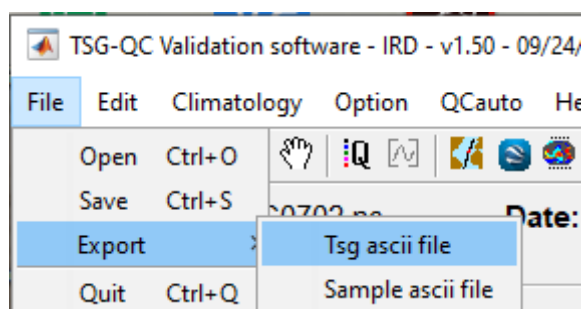 TSG-QC Validation software - IRD - v1.50 - 09/24/
File Edit Climatology Option QCauto He
Open Ctrl+O
Q
Save Ctrl+S
Date:
Export
Tsg ascii file
Quit Ctrl+Q
Sample ascii file